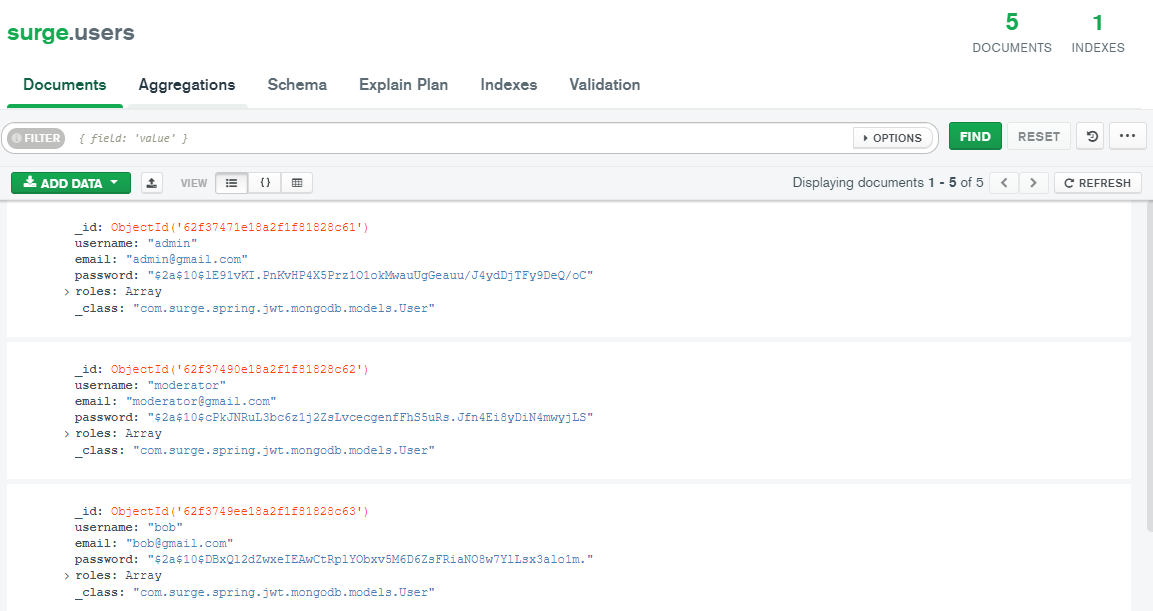 surge.users
5
DOCUMENTS
1
INDEXES
Documents Aggregations Schema Explain Plan Indexes Validation
FILTER { field: 'value' } OPTIONS FIND RESET
ADD DATA VIEW {} Displaying documents 1 - 5 of 5 REFRESH
_id: ObjectId('62f37471e18a2f1f81828c61')
username: "admin"
email: "admin@gmail.com"
password: "$2a$10$lE91vKI.PnKvHP4X5Prz1O1okMwauUgGeauu/J4ydDjTFy9DeQ/oC"
roles: Array
_class: "com.surge.spring.jwt.mongodb.models.User"
_id: ObjectId('62f37490e18a2f1f81828c62')
username: "moderator"
email: "moderator@gmail.com"
password: "$2a$10$cPkJNRuL3bc6z1j2ZsLvcecgenfFhS5uRs.Jfn4Ei8yDiN4mwyjLS"
roles: Array
_class: "com.surge.spring.jwt.mongodb.models.User"
_id: ObjectId('62f3749ee18a2f1f81828c63')
username: "bob"
email: "bob@gmail.com"
password: "$2a$10$DBxQl2dZwxeIEAwCtRplYObxv5M6D6ZsFRiaNO8w7YlLsx3alo1m."
roles: Array
_class: "com.surge.spring.jwt.mongodb.models.User"